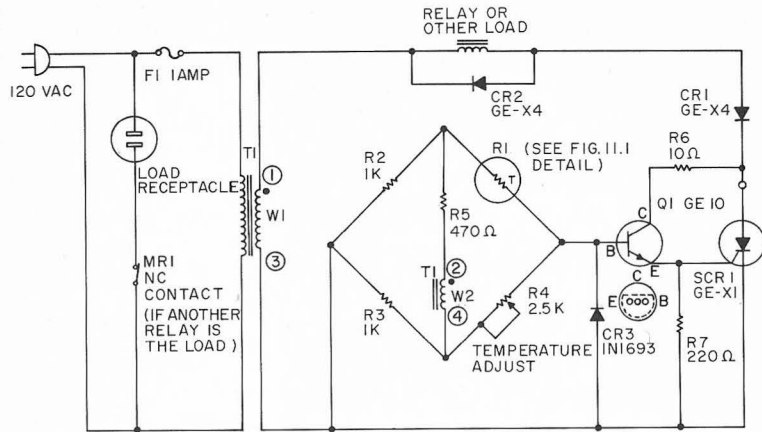 RELAY OR
OTHER LOAD
F1 1AMP
120 VAC
CR2
GE-X4
CR1
GE-X4
LOAD
RECEPTACLE
T1
1
W1
3
R2
1K
R1 (SEE FIG. 11.1
DETAIL)
T
R6
10Ω
R5
470Ω
C
Q1 GE10
B
E
MR1
NC
CONTACT
(IF ANOTHER
RELAY IS
THE LOAD)
T1
2
W2
4
R3
1K
R4
2.5K
C
E B
SCR1
GE-X1
CR3
IN1693
TEMPERATURE
ADJUST
R7
220Ω